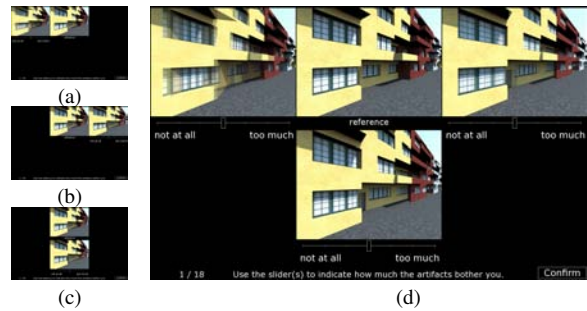 (a)
(b)
(c)
reference
not at all too much
not at all too much
not at all too much
1 / 18 Use the slider(s) to indicate how much the artifacts bother you. Confirm
(d)